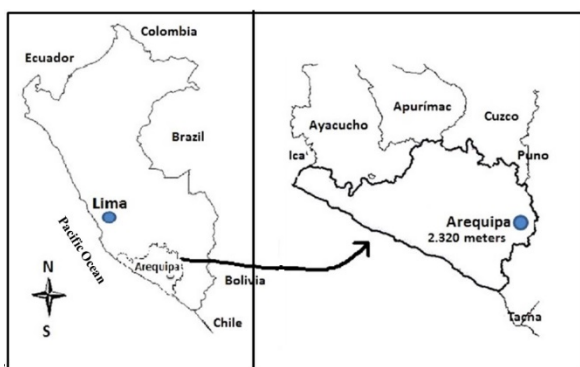 Colombia
Ecuador
Brazil
Lima
Pacific Ocean
Arequipa
Bolivia
N
S
Chile
Apurímac
Ayacucho
Cuzco
Ica'
Puno
Arequipa
2.320 meters
Tacna